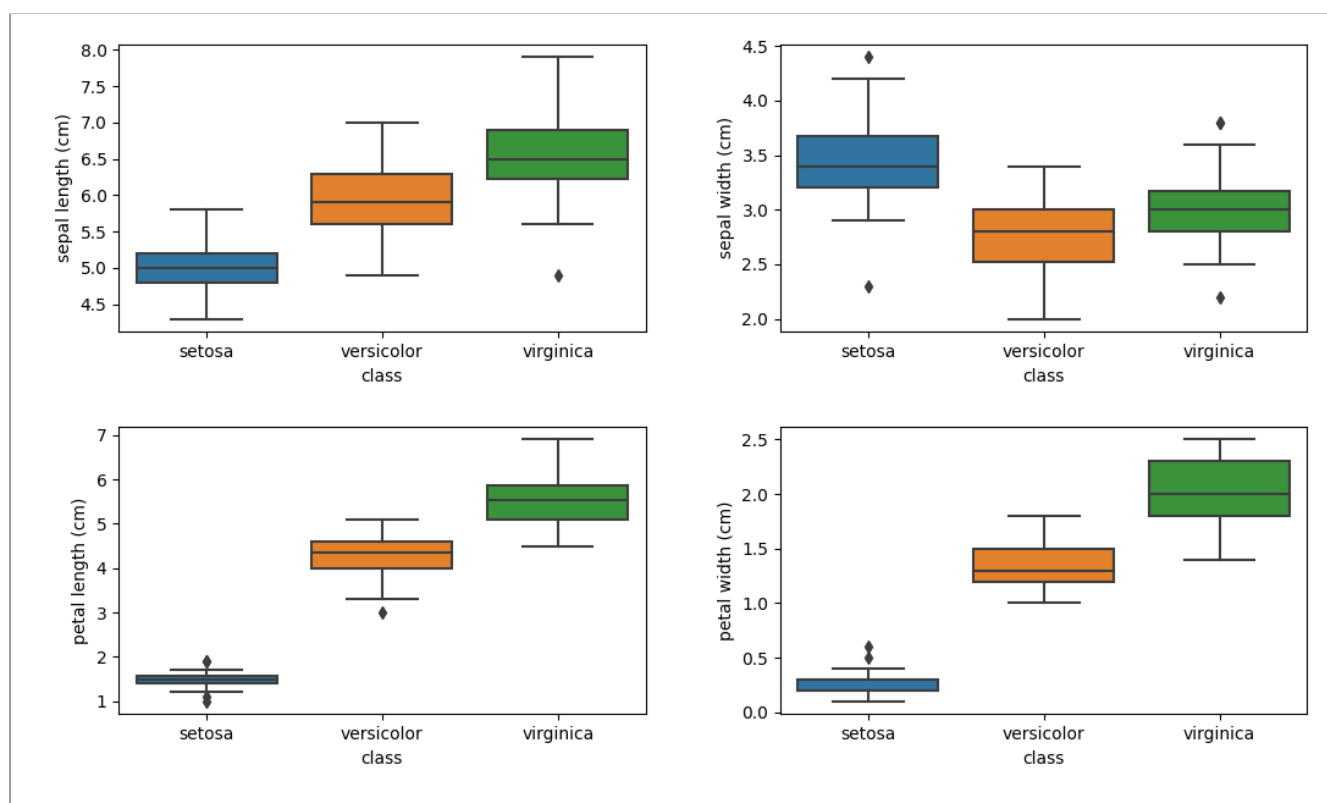 sepal length (cm)
8.0
7.5
7.0
6.5
6.0
5.5
5.0
4.5
setosa versicolor virginica
class
sepal width (cm)
4.5
4.0
3.5
3.0
2.5
2.0
setosa versicolor virginica
class
petal length (cm)
7
6
5
4
3
2
1
setosa versicolor virginica
class
petal width (cm)
2.5
2.0
1.5
1.0
0.5
0.0
setosa versicolor virginica
class